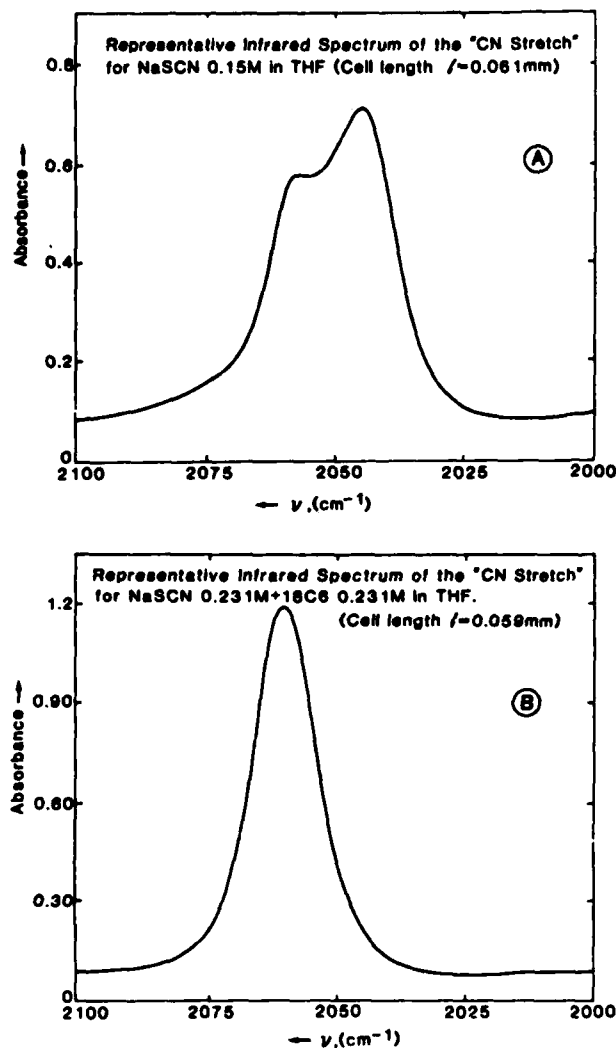 Representative Infrared Spectrum of the "CN Stretch"
for NaSCN 0.15M in THF (Cell length ℓ=0.061mm)
A
Absorbance →
0.8
0.6
0.4
0.2
0
2100
2075
2050
2025
2000
← ν,(cm⁻¹)
Representative Infrared Spectrum of the "CN Stretch"
for NaSCN 0.231M+18C6 0.231M in THF.
(Cell length ℓ=0.059mm)
B
Absorbance →
1.2
0.90
0.60
0.30
0
2100
2075
2050
2025
2000
← ν,(cm⁻¹)